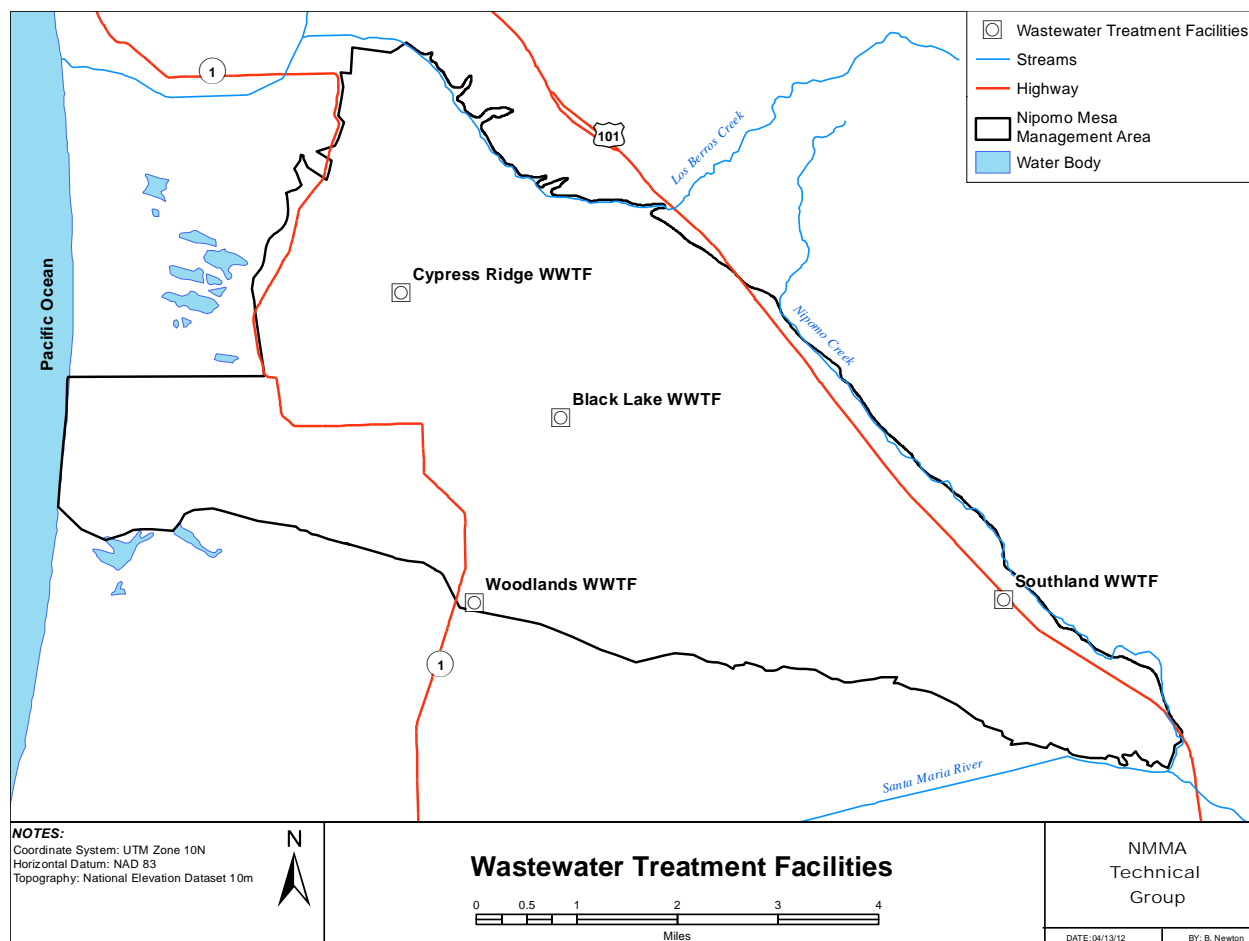 Wastewater Treatment Facilities
Streams
Highway
Nipomo Mesa
Management Area
Water Body
1
101
Los Berros Creek
Cypress Ridge WWTF
Pacific Ocean
Nipomo Creek
Black Lake WWTF
Woodlands WWTF
Southland WWTF
1
Santa Maria River
NOTES:
Coordinate System: UTM Zone 10N
Horizontal Datum: NAD 83
Topography: National Elevation Dataset 10m
N
Wastewater Treatment Facilities
0 0.5 1 2 3 4
Miles
NMMA
Technical
Group
DATE:04/13/12 BY: B. Newton